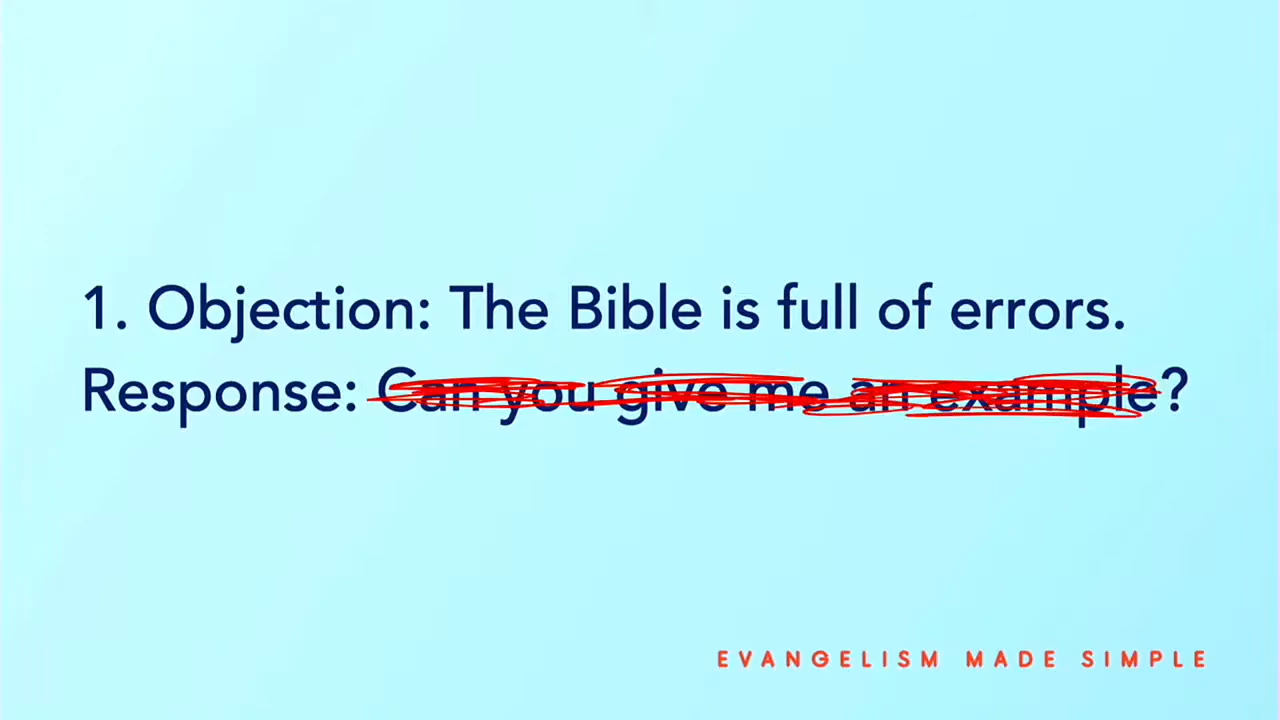 1. Objection: The Bible is full of errors.
Response: Can you give me an example?
EVANGELISM MADE SIMPLE